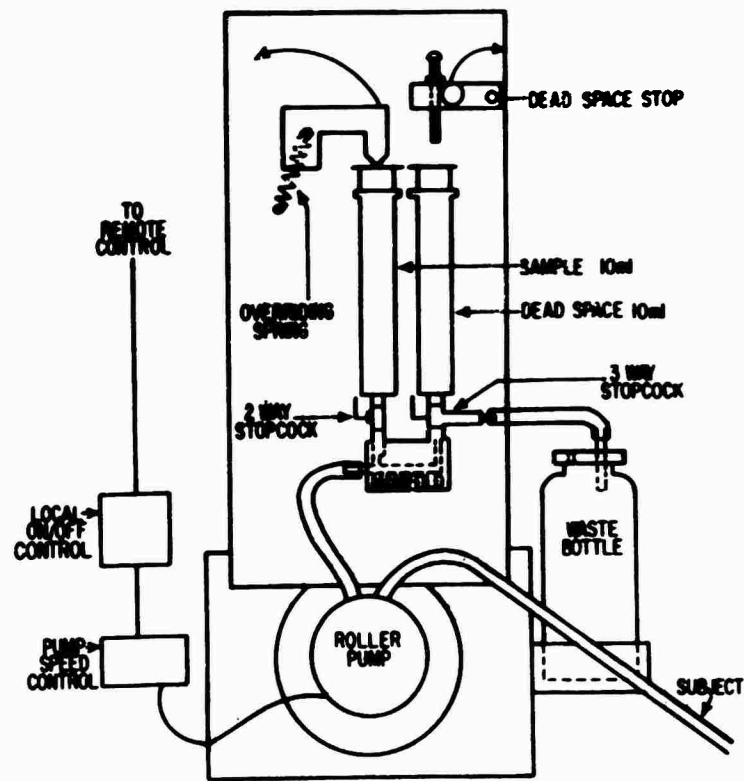 DEAD SPACE STOP
TO
REMOTE
CONTROL
SAMPLE 10ml
OVERRIDING
SPRING
DEAD SPACE 10ml
3 WAY
STOPCOCK
2 WAY
STOPCOCK
MANIFOLD
LOCAL
ON/OFF
CONTROL
WASTE
BOTTLE
ROLLER
PUMP
PUMP
SPEED
CONTROL
SUBJECT